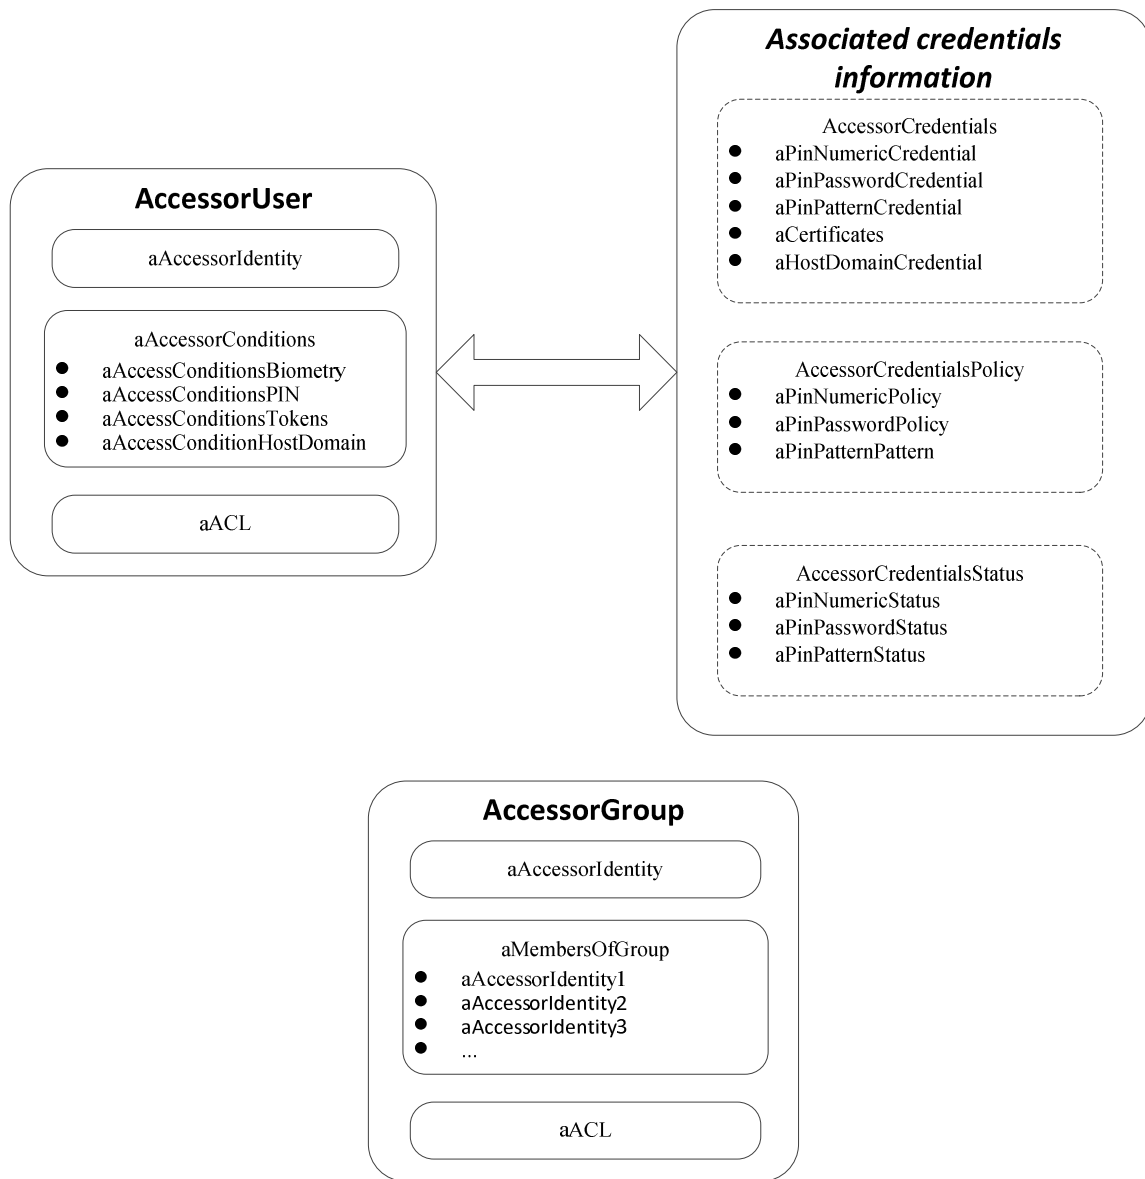 AccessorUser
aAccessorIdentity
aAccessorConditions
● aAccessConditionsBiometry
● aAccessConditionsPIN
● aAccessConditionsTokens
● aAccessConditionHostDomain
aACL
Associated credentials
information
AccessorCredentials
● aPinNumericCredential
● aPinPasswordCredential
● aPinPatternCredential
● aCertificates
● aHostDomainCredential
AccessorCredentialsPolicy
● aPinNumericPolicy
● aPinPasswordPolicy
● aPinPatternPattern
AccessorCredentialsStatus
● aPinNumericStatus
● aPinPasswordStatus
● aPinPatternStatus
AccessorGroup
aAccessorIdentity
aMembersOfGroup
● aAccessorIdentity1
● aAccessorIdentity2
● aAccessorIdentity3
● ...
aACL